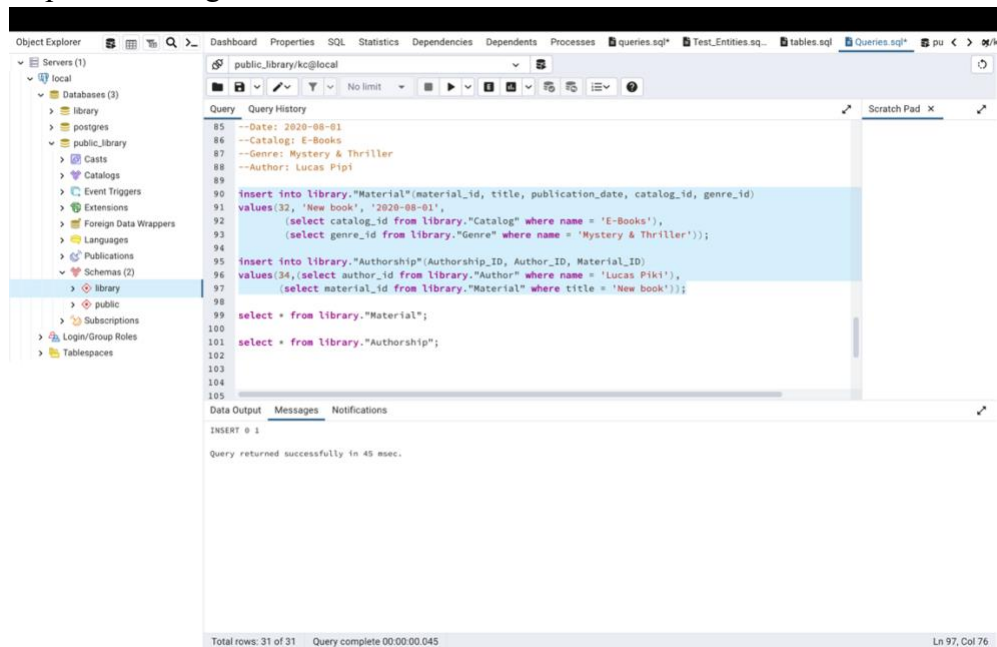 Object Explorer
Dashboard Properties SQL Statistics Dependencies Dependents Processes queries.sql* Test_Entities.sq... tables.sql Queries.sql* pu
Servers (1)
local
Databases (3)
library
postgres
public_library
Casts
Catalogs
Event Triggers
Extensions
Foreign Data Wrappers
Languages
Publications
Schemas (2)
library
public
Subscriptions
Login/Group Roles
Tablespaces
public_library/kc@local
No limit
Query Query History
Scratch Pad
85 --Date: 2020-08-01
86 --Catalog: E-Books
87 --Genre: Mystery & Thriller
88 --Author: Lucas Pipi
89
90 insert into library."Material"(material_id, title, publication_date, catalog_id, genre_id)
91 values(32, 'New book', '2020-08-01',
92 (select catalog_id from library."Catalog" where name = 'E-Books'),
93 (select genre_id from library."Genre" where name = 'Mystery & Thriller'));
94
95 insert into library."Authorship"(Authorship_ID, Author_ID, Material_ID)
96 values(34,(select author_id from library."Author" where name = 'Lucas Piki'),
97 (select material_id from library."Material" where title = 'New book'));
98
99 select * from library."Material";
100
101 select * from library."Authorship";
102
103
104
105
Data Output Messages Notifications
INSERT 0 1
Query returned successfully in 45 msec.
Total rows: 31 of 31 Query complete 00:00:00.045
Ln 97, Col 76